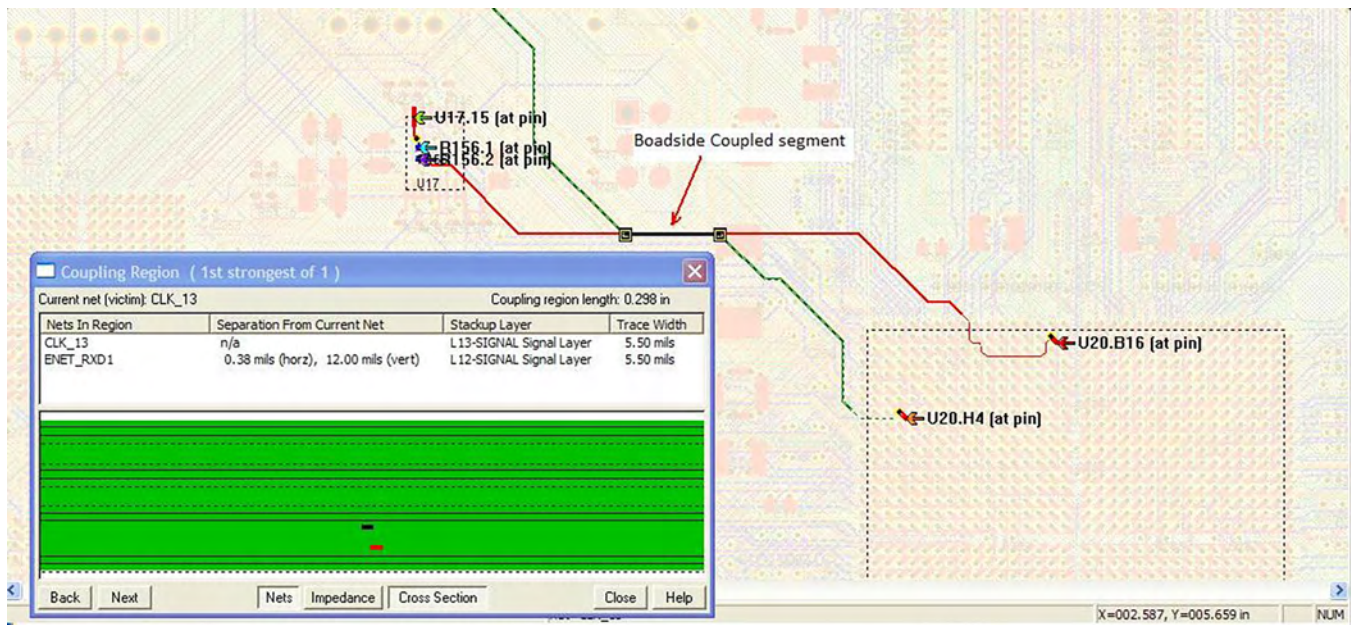 U17.15 (at pin)
R156.1 (at pin)
R156.2 (at pin)
U17
Boadside Coupled segment
U20.B16 (at pin)
U20.H4 (at pin)
Coupling Region ( 1st strongest of 1 )
Current net (victim): CLK_13 Coupling region length: 0.298 in
Nets In Region Separation From Current Net Stackup Layer Trace Width
CLK_13 n/a L13-SIGNAL Signal Layer 5.50 mils
ENET_RXD1 0.38 mils (horz), 12.00 mils (vert) L12-SIGNAL Signal Layer 5.50 mils
Back Next Nets Impedance Cross Section Close Help
X=002.587, Y=005.659 in NUM